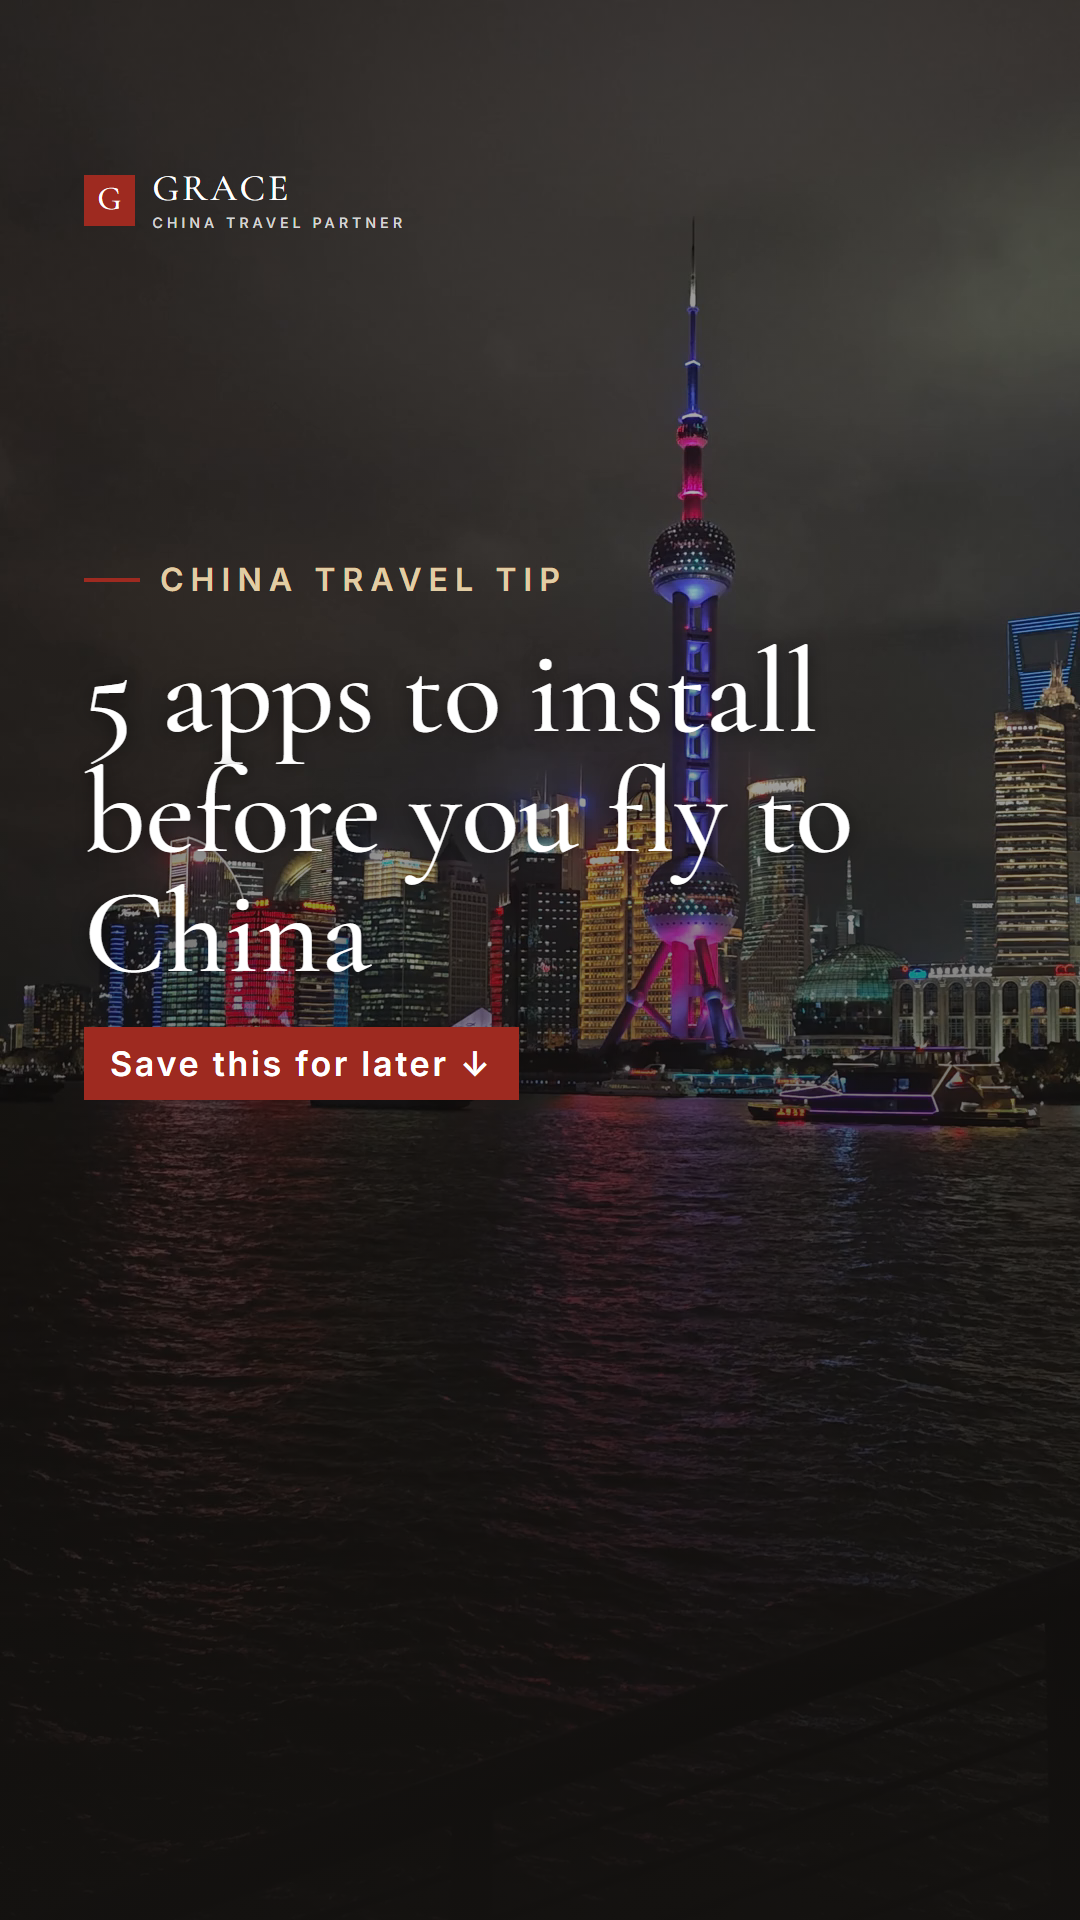 G
GRACE
CHINA TRAVEL PARTNER
CHINA TRAVEL TIP
5 apps to install
before you fly to
China
Save this for later ↓